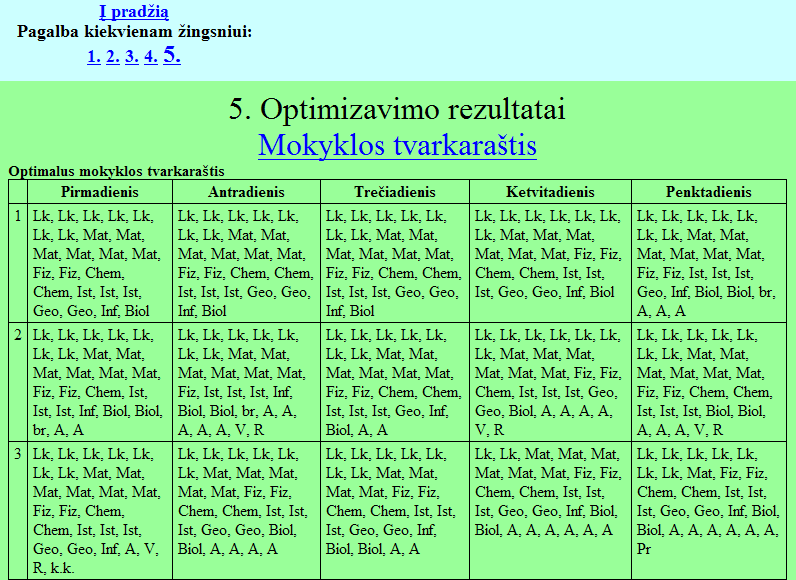 Į pradžią
Pagalba kiekvienam žingsniui:
1. 2. 3. 4. 5.
5. Optimizavimo rezultatai
Mokyklos tvarkaraštis
Optimalus mokyklos tvarkaraštis
Pirmadienis Antradienis Trečiadienis Ketvitadienis Penktadienis
1
Lk, Lk, Lk, Lk, Lk,
Lk, Lk, Mat, Mat,
Mat, Mat, Mat, Mat,
Fiz, Fiz, Chem,
Chem, Ist, Ist, Ist,
Geo, Geo, Inf, Biol
Lk, Lk, Lk, Lk, Lk,
Lk, Lk, Mat, Mat,
Mat, Mat, Mat, Mat,
Fiz, Fiz, Chem, Chem,
Ist, Ist, Ist, Geo, Geo,
Inf, Biol
Lk, Lk, Lk, Lk, Lk,
Lk, Lk, Mat, Mat,
Mat, Mat, Mat, Mat,
Fiz, Fiz, Chem, Chem,
Ist, Ist, Ist, Geo, Geo,
Inf, Biol
Lk, Lk, Lk, Lk, Lk, Lk,
Lk, Mat, Mat, Mat,
Mat, Mat, Mat, Fiz, Fiz,
Chem, Chem, Ist, Ist,
Ist, Geo, Geo, Inf, Biol
Lk, Lk, Lk, Lk, Lk,
Lk, Lk, Mat, Mat,
Mat, Mat, Mat, Mat,
Fiz, Fiz, Ist, Ist, Ist,
Geo, Inf, Biol, Biol, br,
A, A, A
2
Lk, Lk, Lk, Lk, Lk,
Lk, Lk, Mat, Mat,
Mat, Mat, Mat, Mat,
Fiz, Fiz, Chem, Ist,
Ist, Ist, Inf, Biol, Biol,
br, A, A
Lk, Lk, Lk, Lk, Lk,
Lk, Lk, Mat, Mat,
Mat, Mat, Mat, Mat,
Fiz, Ist, Ist, Ist, Inf,
Biol, Biol, br, A, A,
A, A, A, V, R
Lk, Lk, Lk, Lk, Lk,
Lk, Lk, Mat, Mat,
Mat, Mat, Mat, Mat,
Fiz, Fiz, Chem, Chem,
Ist, Ist, Ist, Geo, Inf,
Biol, A, A
Lk, Lk, Lk, Lk, Lk, Lk,
Lk, Mat, Mat, Mat,
Mat, Mat, Mat, Fiz, Fiz,
Chem, Ist, Ist, Ist, Geo,
Geo, Biol, A, A, A, A,
V, R
Lk, Lk, Lk, Lk, Lk,
Lk, Lk, Mat, Mat,
Mat, Mat, Mat, Mat,
Fiz, Fiz, Chem, Chem,
Ist, Ist, Ist, Biol, Biol,
A, A, A, V, R
3
Lk, Lk, Lk, Lk, Lk,
Lk, Lk, Mat, Mat,
Mat, Mat, Mat, Mat,
Fiz, Fiz, Chem,
Chem, Ist, Ist, Ist,
Geo, Geo, Inf, A, V,
R, k.k.
Lk, Lk, Lk, Lk, Lk,
Lk, Mat, Mat, Mat,
Mat, Mat, Fiz, Fiz,
Chem, Chem, Ist, Ist,
Ist, Geo, Geo, Biol,
Biol, A, A, A, A
Lk, Lk, Lk, Lk, Lk,
Lk, Lk, Mat, Mat,
Mat, Mat, Fiz, Fiz,
Chem, Chem, Ist, Ist,
Ist, Geo, Geo, Inf,
Biol, Biol, A, A
Lk, Lk, Mat, Mat, Mat,
Mat, Mat, Mat, Fiz, Fiz,
Chem, Chem, Ist, Ist,
Ist, Geo, Geo, Inf, Biol,
Biol, A, A, A, A, A, A
Lk, Lk, Lk, Lk, Lk,
Lk, Lk, Mat, Fiz, Fiz,
Chem, Chem, Ist, Ist,
Ist, Geo, Geo, Inf, Biol,
Biol, A, A, A, A, A, A,
Pr